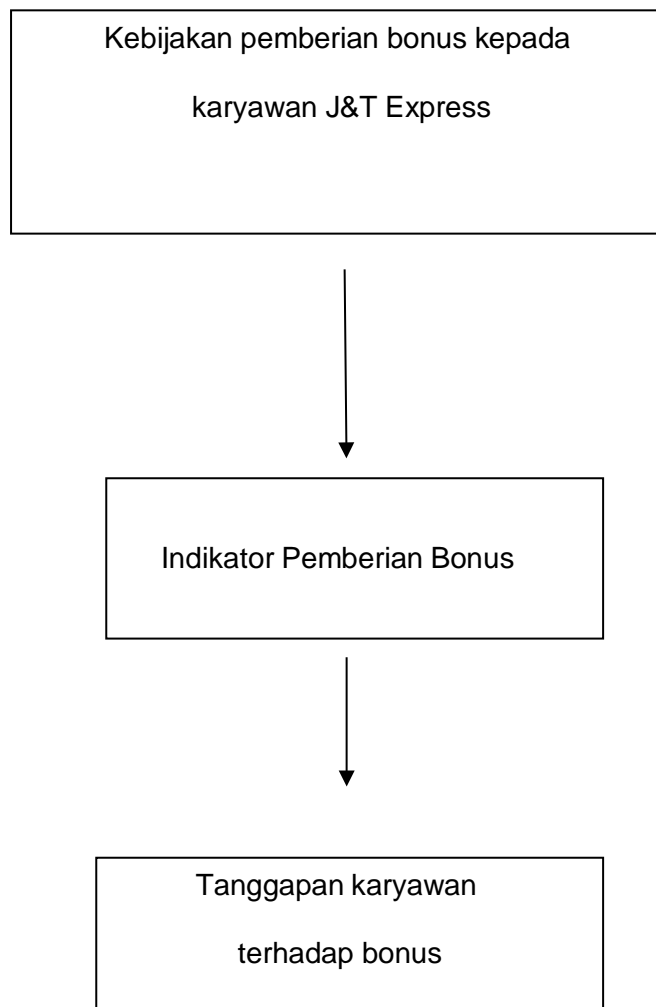 Kebijakan pemberian bonus kepada
karyawan J&T Express
Indikator Pemberian Bonus
Tanggapan karyawan
terhadap bonus